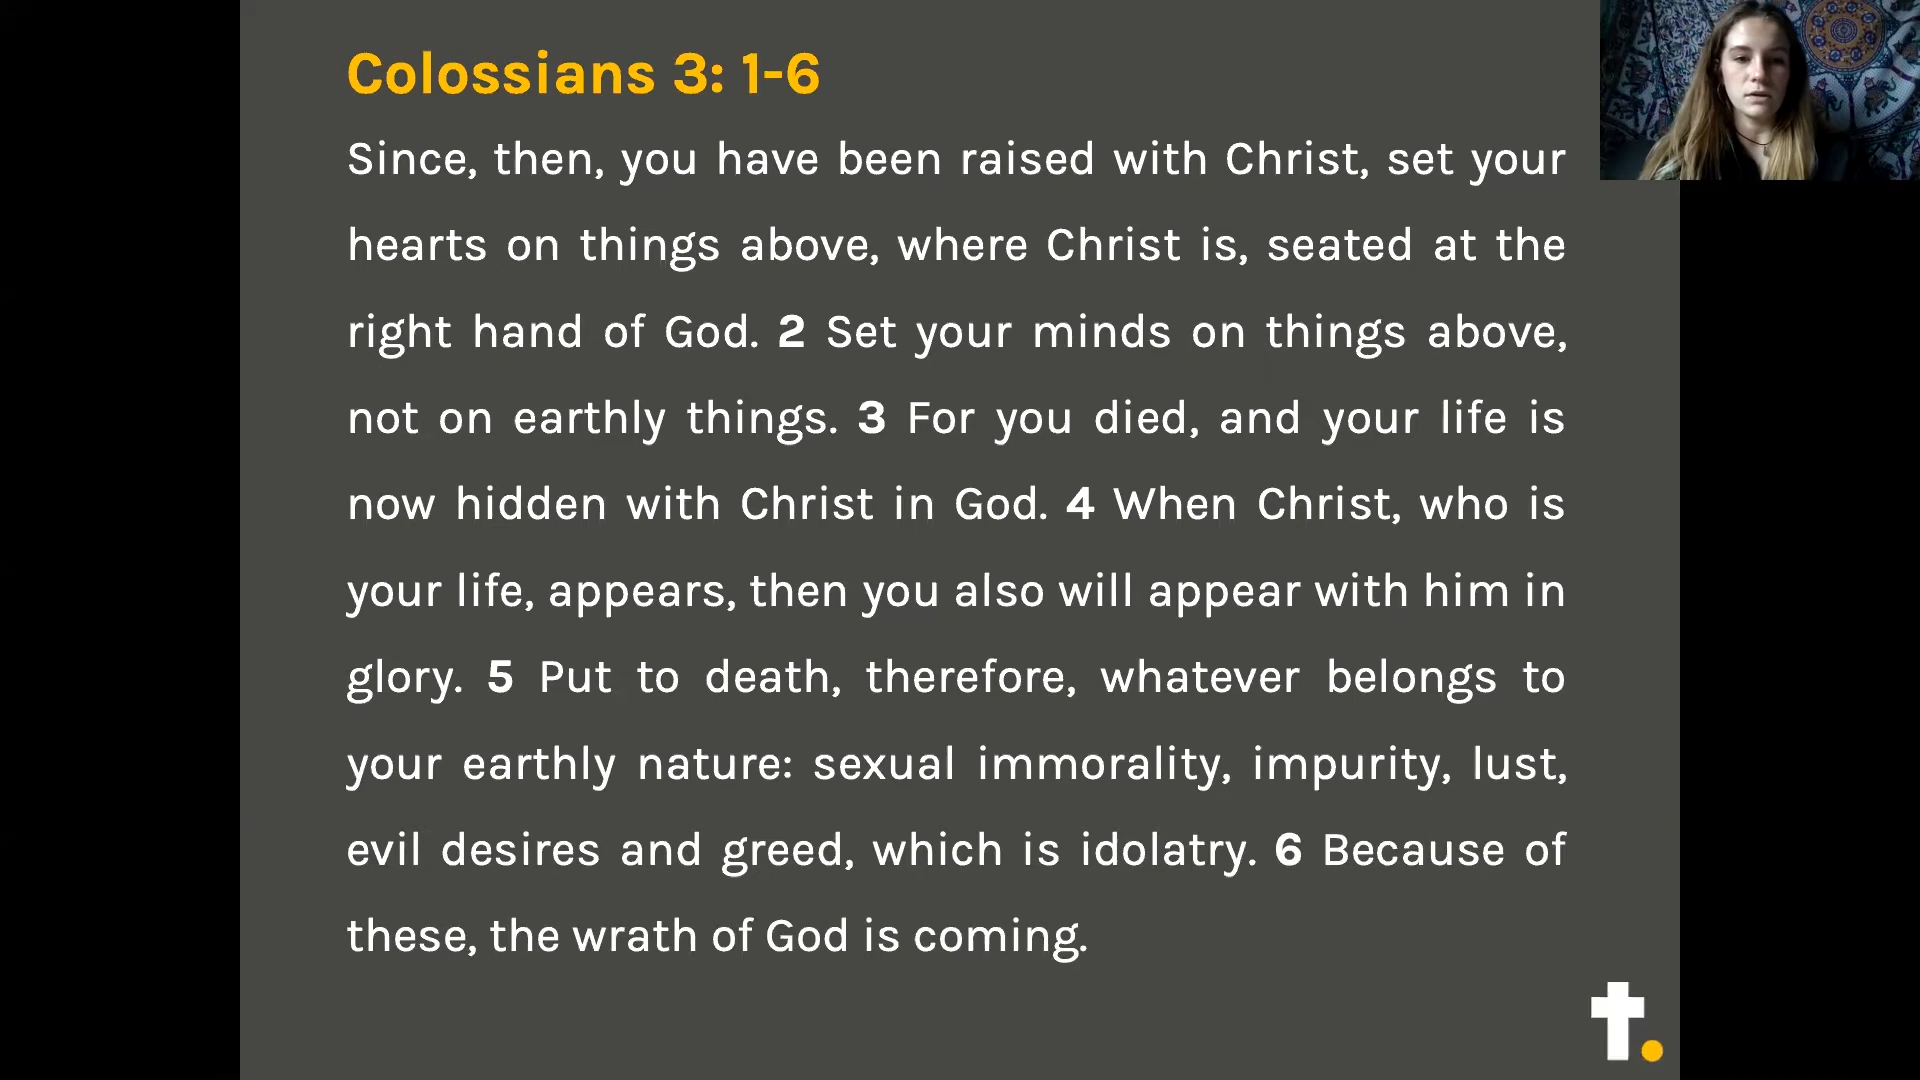 Colossians 3: 1-6
Since, then, you have been raised with Christ, set your
hearts on things above, where Christ is, seated at the
right hand of God. 2 Set your minds on things above,
not on earthly things. 3 For you died, and your life is
now hidden with Christ in God. 4 When Christ, who is
your life, appears, then you also will appear with him in
glory. 5 Put to death, therefore, whatever belongs to
your earthly nature: sexual immorality, impurity, lust,
evil desires and greed, which is idolatry. 6 Because of
these, the wrath of God is coming.